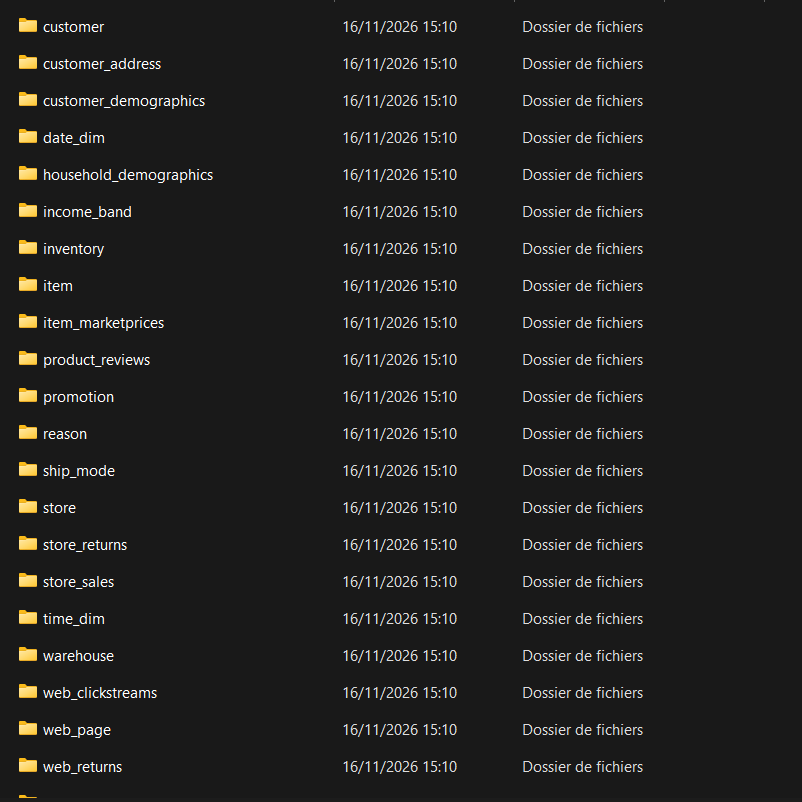 customer 16/11/2026 15:10 Dossier de fichiers
customer_address 16/11/2026 15:10 Dossier de fichiers
customer_demographics 16/11/2026 15:10 Dossier de fichiers
date_dim 16/11/2026 15:10 Dossier de fichiers
household_demographics 16/11/2026 15:10 Dossier de fichiers
income_band 16/11/2026 15:10 Dossier de fichiers
inventory 16/11/2026 15:10 Dossier de fichiers
item 16/11/2026 15:10 Dossier de fichiers
item_marketprices 16/11/2026 15:10 Dossier de fichiers
product_reviews 16/11/2026 15:10 Dossier de fichiers
promotion 16/11/2026 15:10 Dossier de fichiers
reason 16/11/2026 15:10 Dossier de fichiers
ship_mode 16/11/2026 15:10 Dossier de fichiers
store 16/11/2026 15:10 Dossier de fichiers
store_returns 16/11/2026 15:10 Dossier de fichiers
store_sales 16/11/2026 15:10 Dossier de fichiers
time_dim 16/11/2026 15:10 Dossier de fichiers
warehouse 16/11/2026 15:10 Dossier de fichiers
web_clickstreams 16/11/2026 15:10 Dossier de fichiers
web_page 16/11/2026 15:10 Dossier de fichiers
web_returns 16/11/2026 15:10 Dossier de fichiers